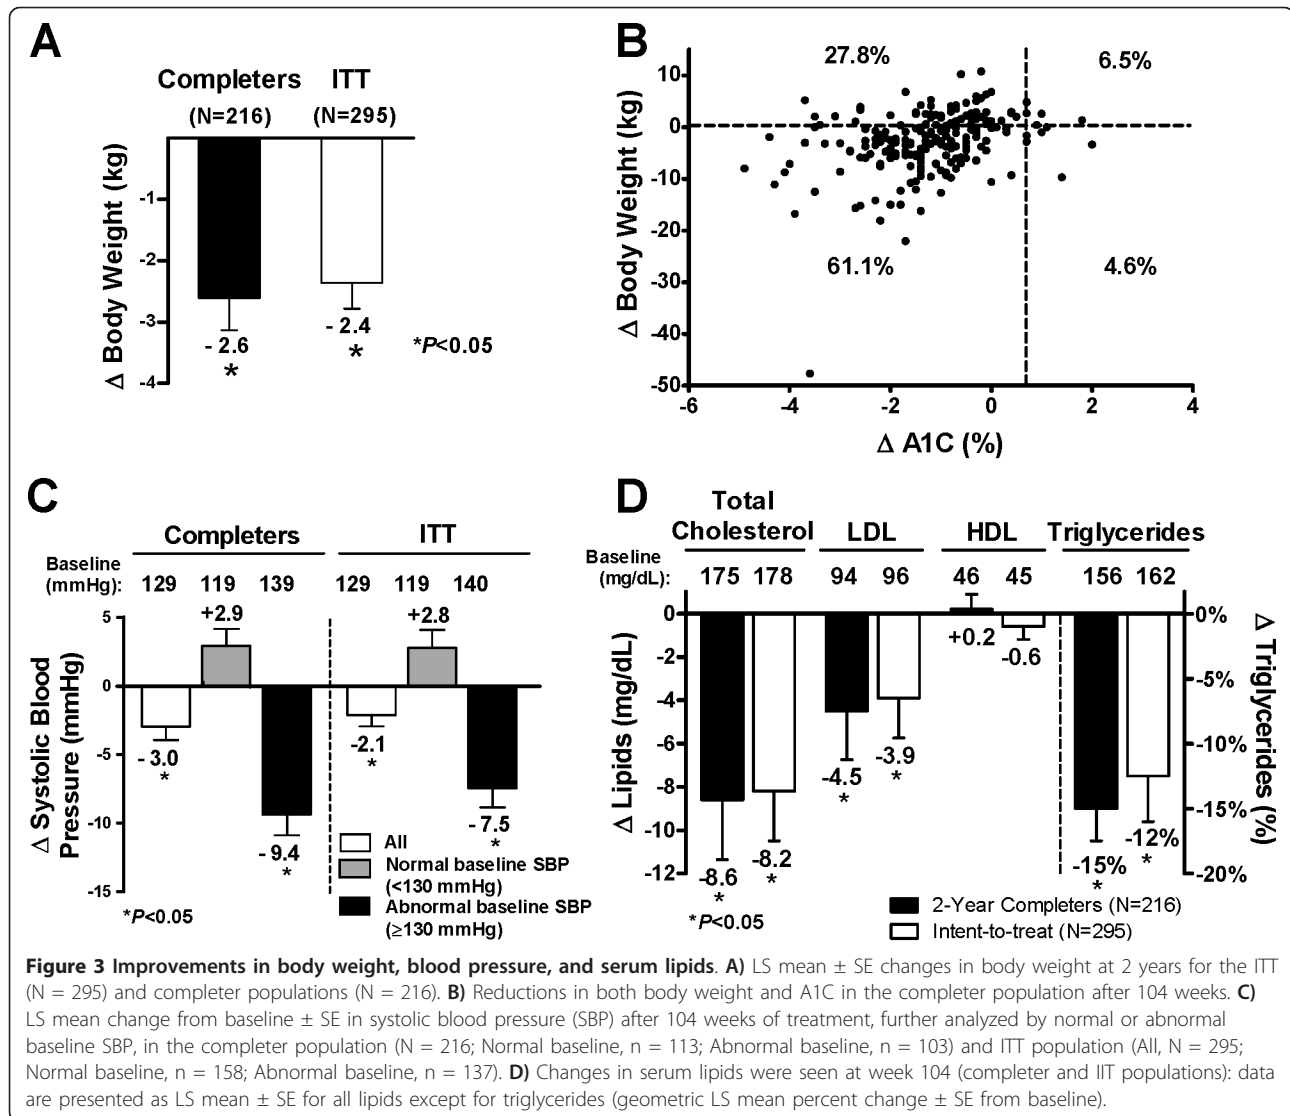 A
Completers ITT
(N=216) (N=295)
Δ Body Weight (kg)
-1
-2
-3
-4
- 2.6
*
- 2.4
*
*P<0.05
B
Δ Body Weight (kg)
10
0
-10
-20
-30
-40
-50
27.8% 6.5%
61.1% 4.6%
-6 -4 -2 0 2 4
Δ A1C (%)
C
Completers ITT
Baseline
(mmHg):
129 119 139 129 119 140
Δ Systolic Blood
Pressure (mmHg)
5
0
-5
-10
-15
+2.9 +2.8
- 3.0
*
-2.1
*
- 9.4
*
- 7.5
*
All
Normal baseline SBP
(<130 mmHg)
Abnormal baseline SBP
(≥130 mmHg)
*P<0.05
D
Total
Cholesterol LDL HDL Triglycerides
Baseline
(mg/dL):
175 178 94 96 46 45 156 162
Δ Lipids (mg/dL)
0
-2
-4
-6
-8
-10
-12
-8.6
*
-8.2
*
-4.5
*
-3.9
*
+0.2
-0.6
-15%
*
-12%
*
0%
-5%
-10%
-15%
-20%
Δ Triglycerides (%)
*P<0.05
2-Year Completers (N=216)
Intent-to-treat (N=295)
Figure 3 Improvements in body weight, blood pressure, and serum lipids. A) LS mean ± SE changes in body weight at 2 years for the ITT
(N = 295) and completer populations (N = 216). B) Reductions in both body weight and A1C in the completer population after 104 weeks. C)
LS mean change from baseline ± SE in systolic blood pressure (SBP) after 104 weeks of treatment, further analyzed by normal or abnormal
baseline SBP, in the completer population (N = 216; Normal baseline, n = 113; Abnormal baseline, n = 103) and ITT population (All, N = 295;
Normal baseline, n = 158; Abnormal baseline, n = 137). D) Changes in serum lipids were seen at week 104 (completer and IIT populations): data
are presented as LS mean ± SE for all lipids except for triglycerides (geometric LS mean percent change ± SE from baseline).